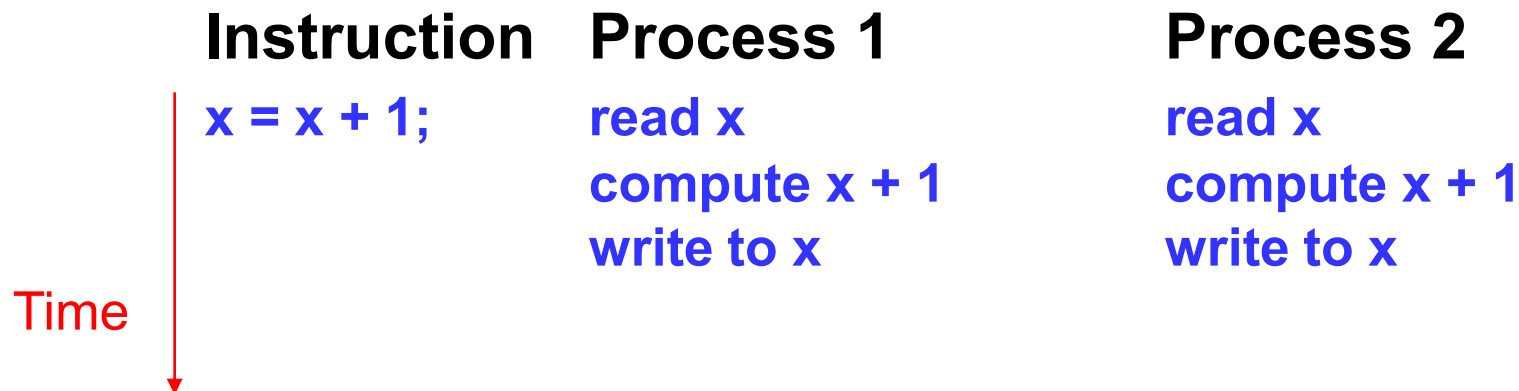 Instruction Process 1 Process 2
x = x + 1; read x read x
compute x + 1 compute x + 1
write to x write to x
Time